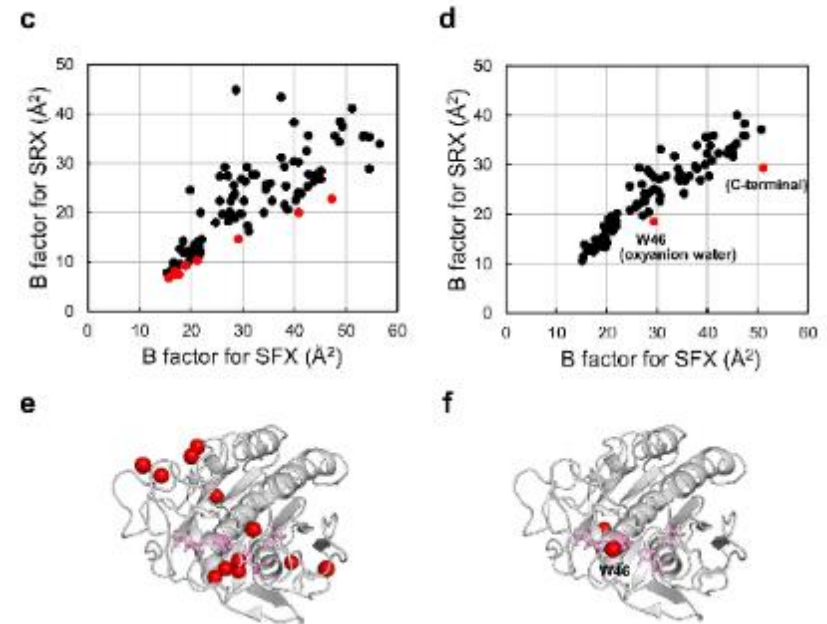 c
d
50
40
30
20
10
0
B factor for SRX (Å²)
0 10 20 30 40 50 60
B factor for SFX (Å²)
50
40
30
20
10
0
B factor for SRX (Å²)
(C-terminal)
W46
(oxyanion water)
0 10 20 30 40 50 60
B factor for SFX (Å²)
e
f
W46